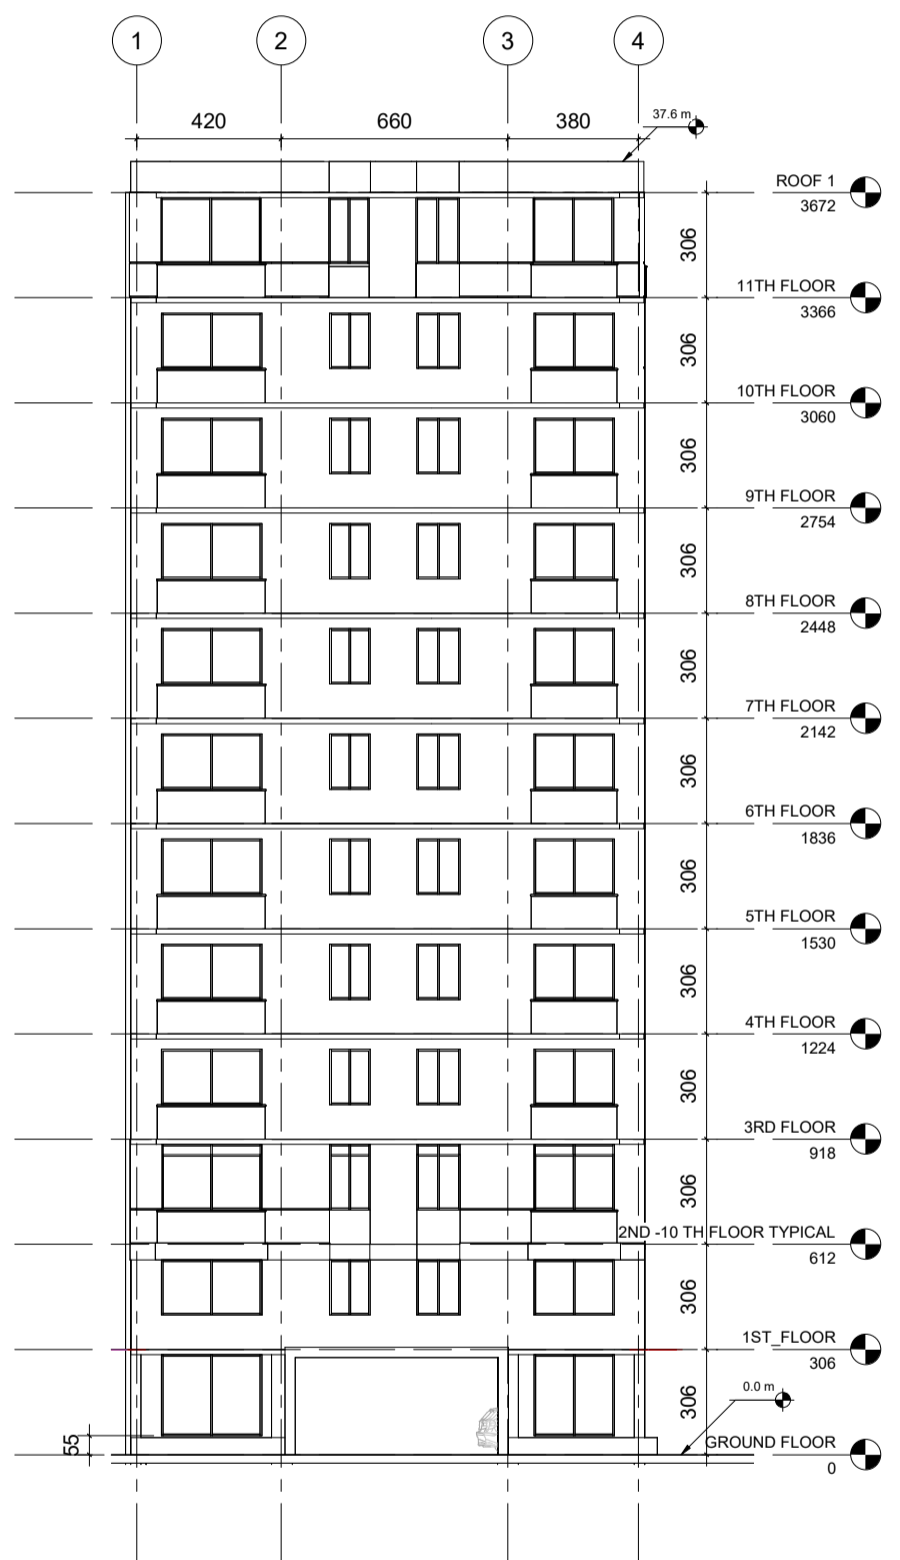 1 2 3 4
420 660 380
37.6 m
ROOF 1
3672
306
11TH FLOOR
3366
306
10TH FLOOR
3060
306
9TH FLOOR
2754
306
8TH FLOOR
2448
306
7TH FLOOR
2142
306
6TH FLOOR
1836
306
5TH FLOOR
1530
306
4TH FLOOR
1224
306
3RD FLOOR
918
306
2ND -10 TH FLOOR TYPICAL
612
306
1ST_FLOOR
306
306
0.0 m
55
GROUND FLOOR
0